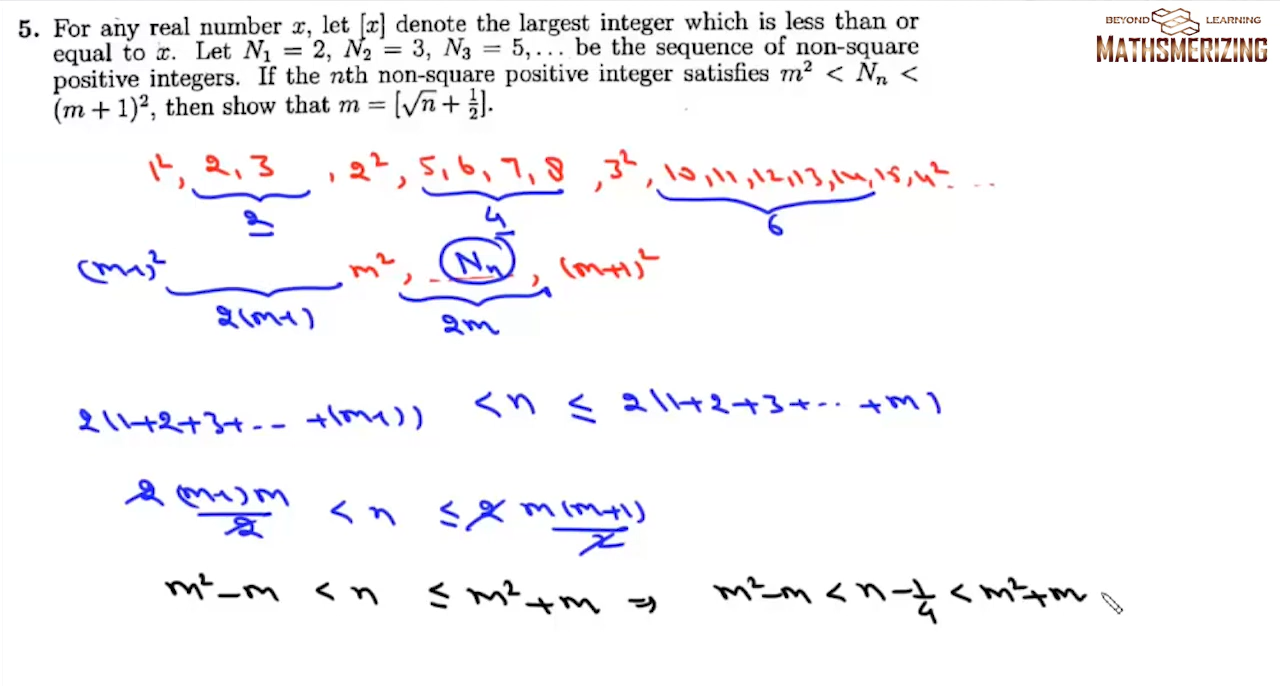 BEYOND LEARNING
MATHSMERIZING
5. For any real number x, let [x] denote the largest integer which is less than or
equal to x. Let N₁ = 2, N₂ = 3, N₃ = 5,... be the sequence of non-square
positive integers. If the nth non-square positive integer satisfies m² < Nₙ <
(m + 1)², then show that m = [√n + ½].
1², 2, 3, 2², 5, 6, 7, 8, 3², 10, 11, 12, 13, 14, 15, 4² ...
2 4 6
(m-1)² m², Nₙ, (m+1)²
2(m-1) 2m
2(1+2+3+...+(m-1)) < n ≤ 2(1+2+3+...+m)
2 (m-1)m/2 < n ≤ 2 m(m+1)/2
m²-m < n ≤ m²+m ⇒ m²-m < n - 1/4 < m²+m